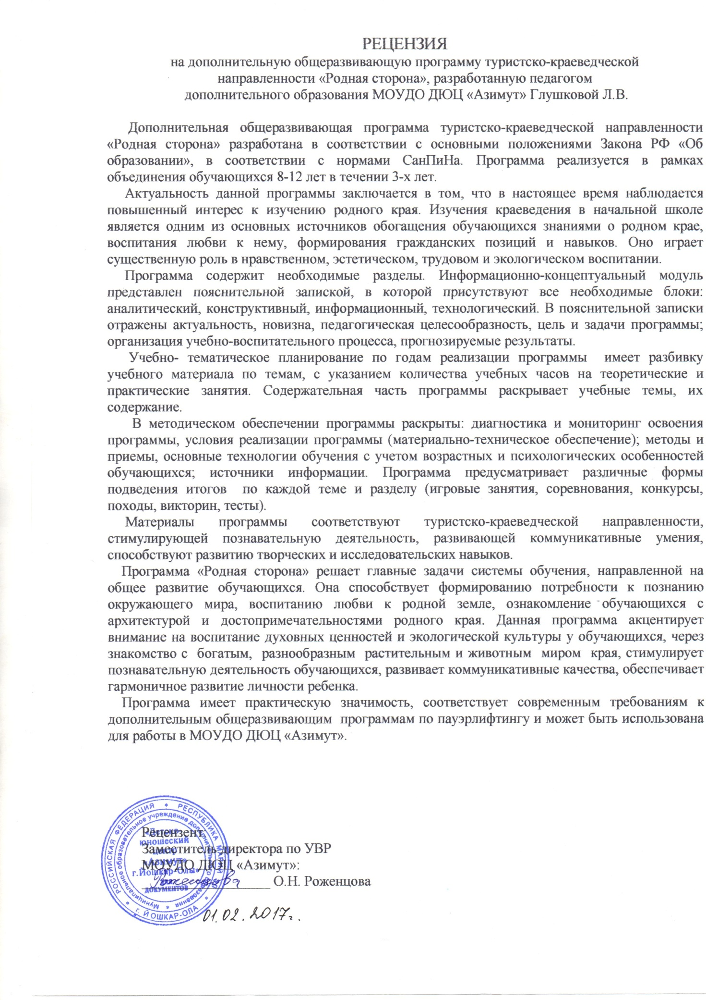 РЕЦЕНЗИЯ
на дополнительную общеразвивающую программу туристско-краеведческой
направленности «Родная сторона», разработанную педагогом
дополнительного образования МОУДО ДЮЦ «Азимут» Глушковой Л.В.
Дополнительная общеразвивающая программа туристско-краеведческой направленности
«Родная сторона» разработана в соответствии с основными положениями Закона РФ «Об
образовании», в соответствии с нормами СанПиНа. Программа реализуется в рамках
объединения обучающихся 8-12 лет в течении 3-х лет.
Актуальность данной программы заключается в том, что в настоящее время наблюдается
повышенный интерес к изучению родного края. Изучения краеведения в начальной школе
является одним из основных источников обогащения обучающихся знаниями о родном крае,
воспитания любви к нему, формирования гражданских позиций и навыков. Оно играет
существенную роль в нравственном, эстетическом, трудовом и экологическом воспитании.
Программа содержит необходимые разделы. Информационно-концептуальный модуль
представлен пояснительной запиской, в которой присутствуют все необходимые блоки:
аналитический, конструктивный, информационный, технологический. В пояснительной записки
отражены актуальность, новизна, педагогическая целесообразность, цель и задачи программы;
организация учебно-воспитательного процесса, прогнозируемые результаты.
Учебно- тематическое планирование по годам реализации программы имеет разбивку
учебного материала по темам, с указанием количества учебных часов на теоретические и
практические занятия. Содержательная часть программы раскрывает учебные темы, их
содержание.
В методическом обеспечении программы раскрыты: диагностика и мониторинг освоения
программы, условия реализации программы (материально-техническое обеспечение); методы и
приемы, основные технологии обучения с учетом возрастных и психологических особенностей
обучающихся; источники информации. Программа предусматривает различные формы
подведения итогов по каждой теме и разделу (игровые занятия, соревнования, конкурсы,
походы, викторин, тесты).
Материалы программы соответствуют туристско-краеведческой направленности,
стимулирующей познавательную деятельность, развивающей коммуникативные умения,
способствуют развитию творческих и исследовательских навыков.
Программа «Родная сторона» решает главные задачи системы обучения, направленной на
общее развитие обучающихся. Она способствует формированию потребности к познанию
окружающего мира, воспитанию любви к родной земле, ознакомление обучающихся с
архитектурой и достопримечательностями родного края. Данная программа акцентирует
внимание на воспитание духовных ценностей и экологической культуры у обучающихся, через
знакомство с богатым, разнообразным растительным и животным миром края, стимулирует
познавательную деятельность обучающихся, развивает коммуникативные качества, обеспечивает
гармоничное развитие личности ребенка.
Программа имеет практическую значимость, соответствует современным требованиям к
дополнительным общеразвивающим программам по пауэрлифтингу и может быть использована
для работы в МОУДО ДЮЦ «Азимут».
Рецензент:
Заместитель директора по УВР
МОУДО ДЮЦ «Азимут»:
О.Н. Роженцова
01.02.2017г.
РОССИЙСКАЯ ФЕДЕРАЦИЯ * РЕСПУБЛИКА МАРИЙ ЭЛ * г. ЙОШКАР-ОЛА *
Муниципальное образовательное учреждение дополнительного образования *
«Детско-
юношеский
центр
«Азимут»
г.Йошкар-Олы»
для
ДОКУМЕНТОВ